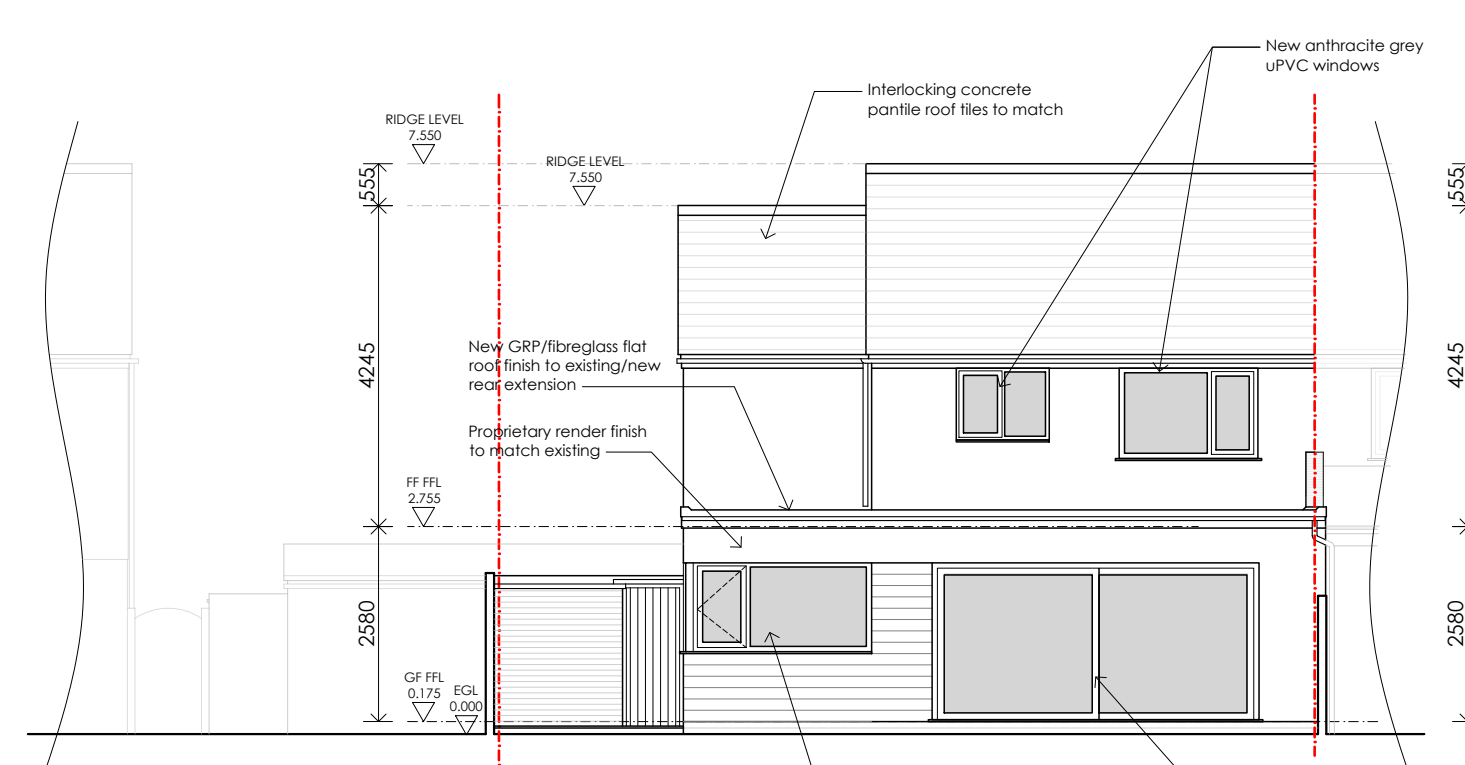 New anthracite grey
uPVC windows
Interlocking concrete
pantile roof tiles to match
RIDGE LEVEL
7.550
RIDGE LEVEL
7.550
555
555
4245
4245
New GRP/fibreglass flat
roof finish to existing/new
rear extension
Proprietary render finish
to match existing
FF FFL
2.755
2580
2580
GF FFL
0.175
EGL
0.000